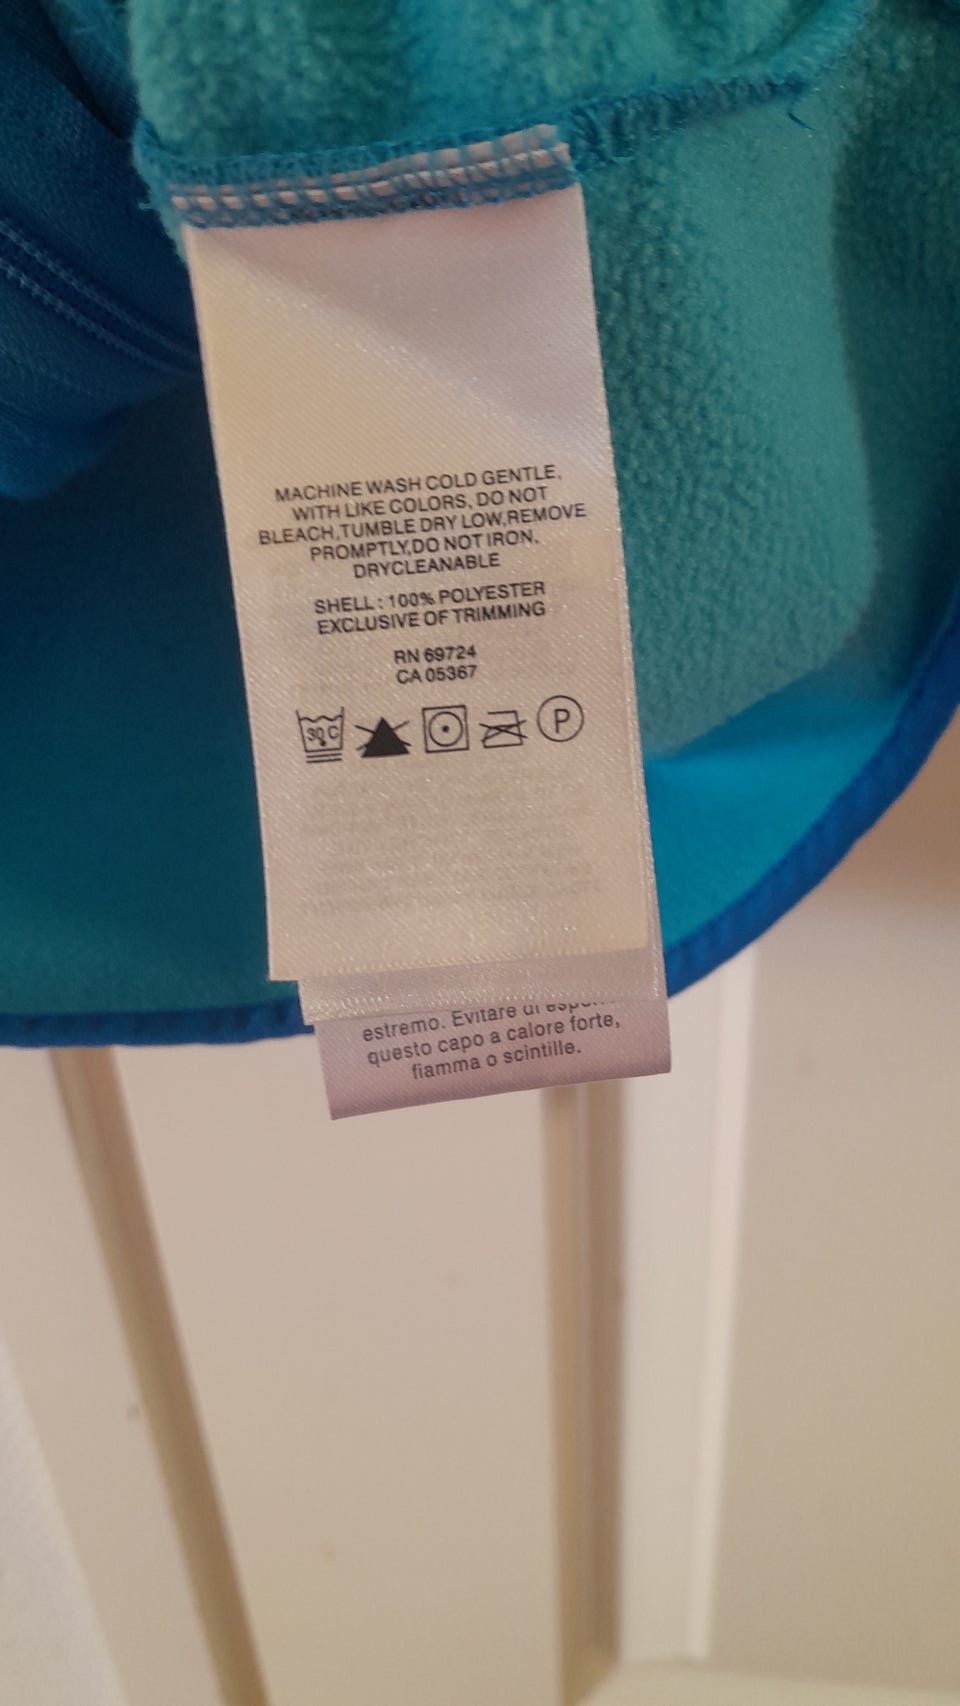 MACHINE WASH COLD GENTLE,
WITH LIKE COLORS, DO NOT
BLEACH,TUMBLE DRY LOW,REMOVE
PROMPTLY,DO NOT IRON.
DRYCLEANABLE
SHELL : 100% POLYESTER
EXCLUSIVE OF TRIMMING
RN 69724
CA 05367
30C
P
estremo. Evitare di
questo capo a calore forte,
fiamma o scintille.